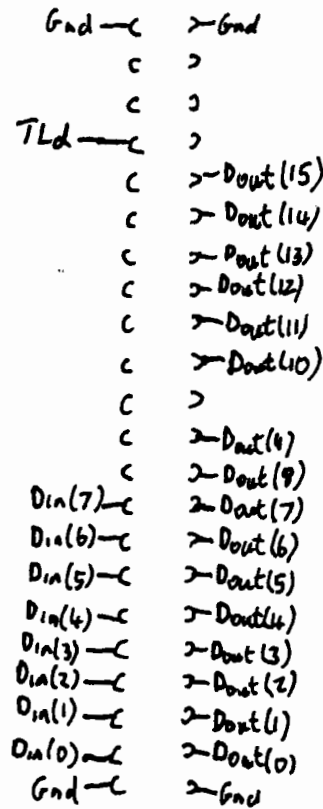 Gnd Gnd
TLd
Dout(15)
Dout(14)
Dout(13)
Dout(12)
Dout(11)
Dout(10)
Dout(9)
Dout(8)
Din(7) Dout(7)
Din(6) Dout(6)
Din(5) Dout(5)
Din(4) Dout(4
Din(3) Dout(3)
Din(2) Dout(2)
Din(1) Dout(1)
Din(0) Dout(0)
Gnd Gnd